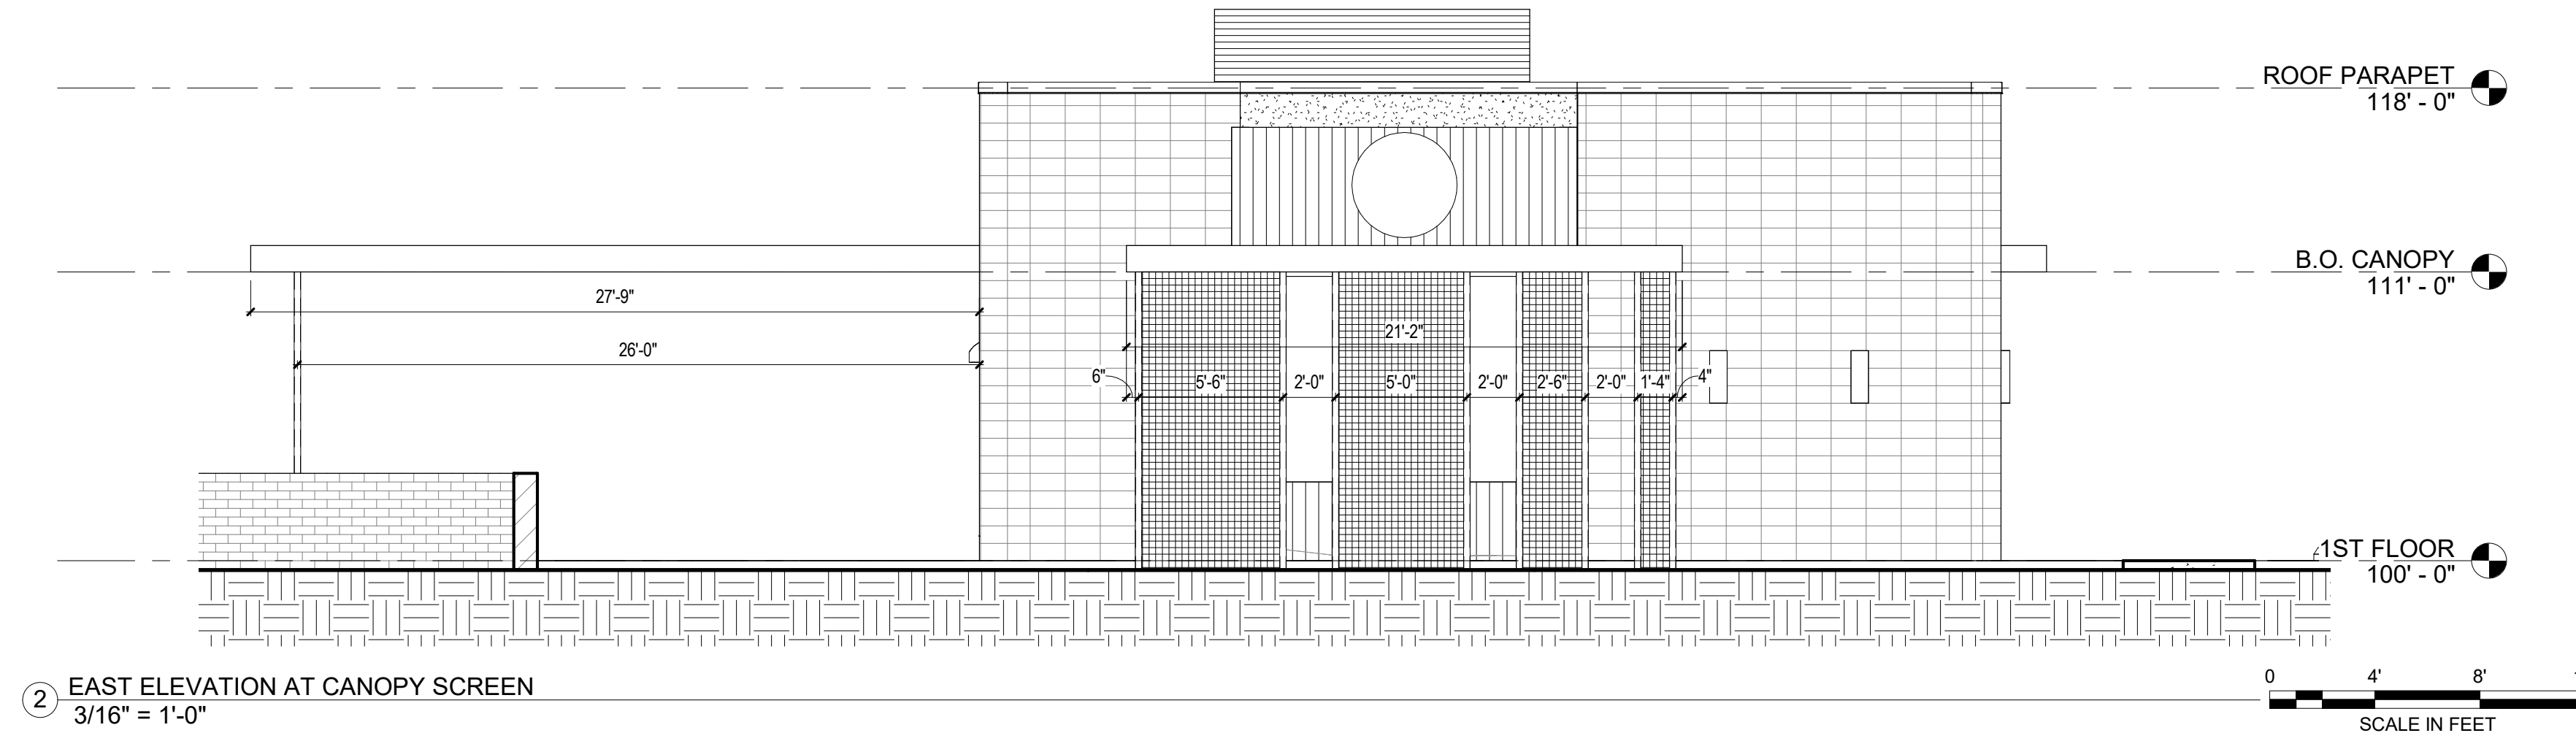 ROOF PARAPET
118' - 0"
B.O. CANOPY
111' - 0"
27'-9"
21'-2"
26'-0"
6"
5'-6"
2'-0"
5'-0"
2'-0"
2'-6"
2'-0"
1'-4"
4"
1ST FLOOR
100' - 0"
2
EAST ELEVATION AT CANOPY SCREEN
3/16" = 1'-0"
0 4' 8'
SCALE IN FEET